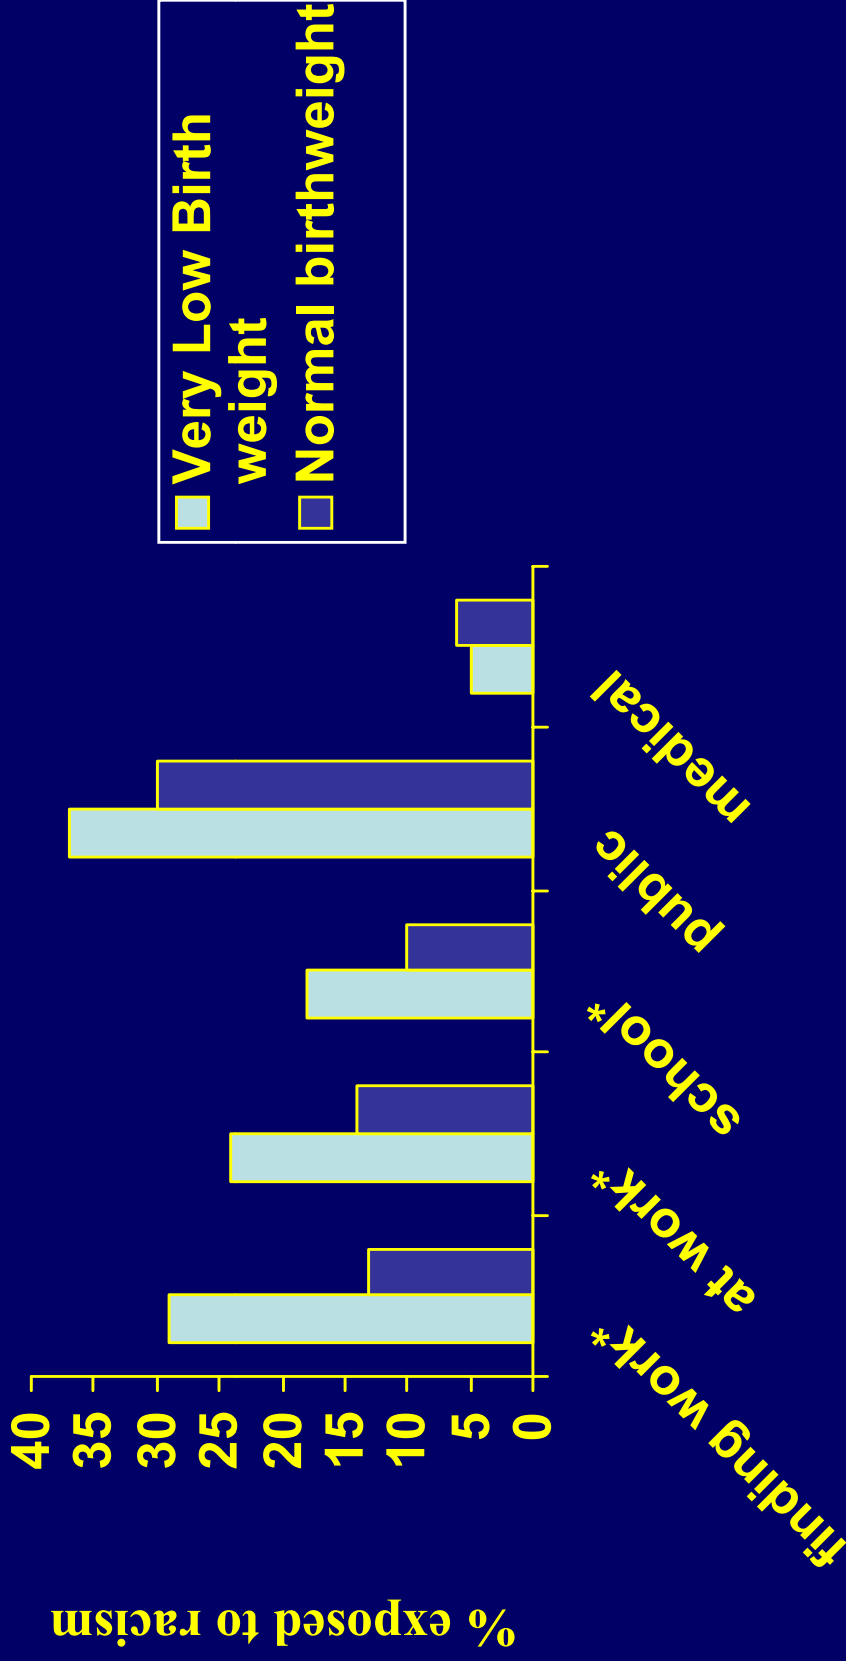 % exposed to racism
40
35
30
25
20
15
10
5
0
finding work*
at work*
school*
public
medical
Very Low Birth
weight
Normal birthweight